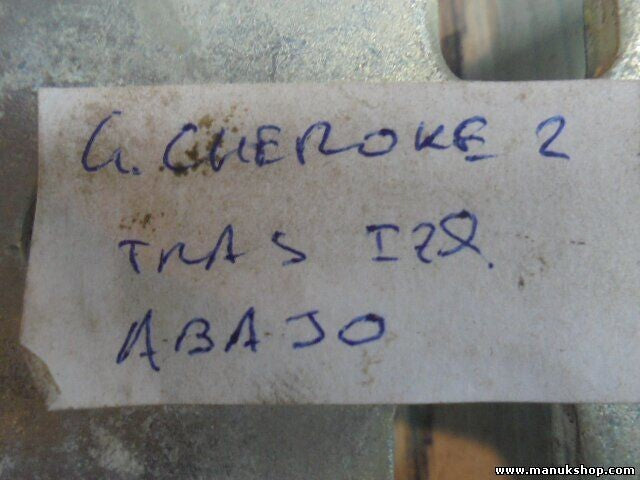 G. CHEROKE 2
TRAS IZQ.
ABAJO
www.manukshop.com